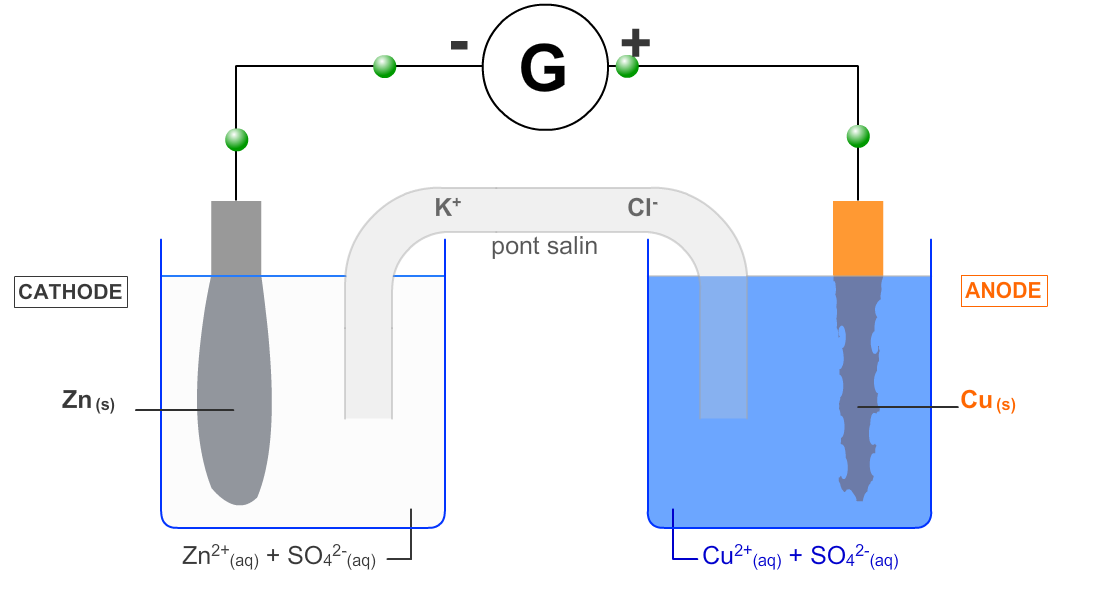 - G +
K⁺ Cl⁻
pont salin
CATHODE
ANODE
Zn (s)
Cu (s)
Zn²⁺(aq) + SO₄²⁻(aq)
Cu²⁺(aq) + SO₄²⁻(aq)